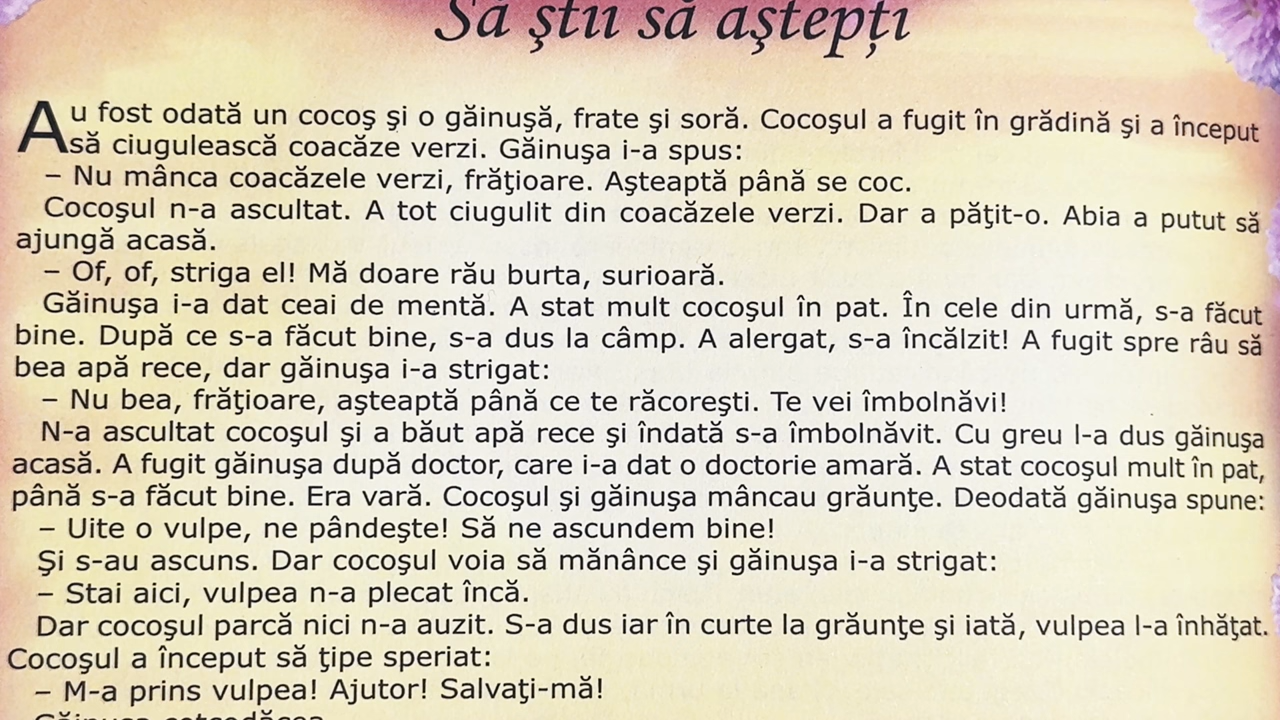 Să ştii să aştepţi
Au fost odată un cocoş şi o găinuşă, frate şi soră. Cocoşul a fugit în grădină şi a început
să ciugulească coacăze verzi. Găinuşa i-a spus:
– Nu mânca coacăzele verzi, frăţioare. Aşteaptă până se coc.
Cocoşul n-a ascultat. A tot ciugulit din coacăzele verzi. Dar a păţit-o. Abia a putut să
ajungă acasă.
– Of, of, striga el! Mă doare rău burta, surioară.
Găinuşa i-a dat ceai de mentă. A stat mult cocoşul în pat. În cele din urmă, s-a făcut
bine. După ce s-a făcut bine, s-a dus la câmp. A alergat, s-a încălzit! A fugit spre râu să
bea apă rece, dar găinuşa i-a strigat:
– Nu bea, frăţioare, aşteaptă până ce te răcoreşti. Te vei îmbolnăvi!
N-a ascultat cocoşul şi a băut apă rece şi îndată s-a îmbolnăvit. Cu greu l-a dus găinuşa
acasă. A fugit găinuşa după doctor, care i-a dat o doctorie amară. A stat cocoşul mult în pat,
până s-a făcut bine. Era vară. Cocoşul şi găinuşa mâncau grăunţe. Deodată găinuşa spune:
– Uite o vulpe, ne pândeşte! Să ne ascundem bine!
Şi s-au ascuns. Dar cocoşul voia să mănânce şi găinuşa i-a strigat:
– Stai aici, vulpea n-a plecat încă.
Dar cocoşul parcă nici n-a auzit. S-a dus iar în curte la grăunţe şi iată, vulpea l-a înhăţat.
Cocoşul a început să ţipe speriat:
– M-a prins vulpea! Ajutor! Salvaţi-mă!